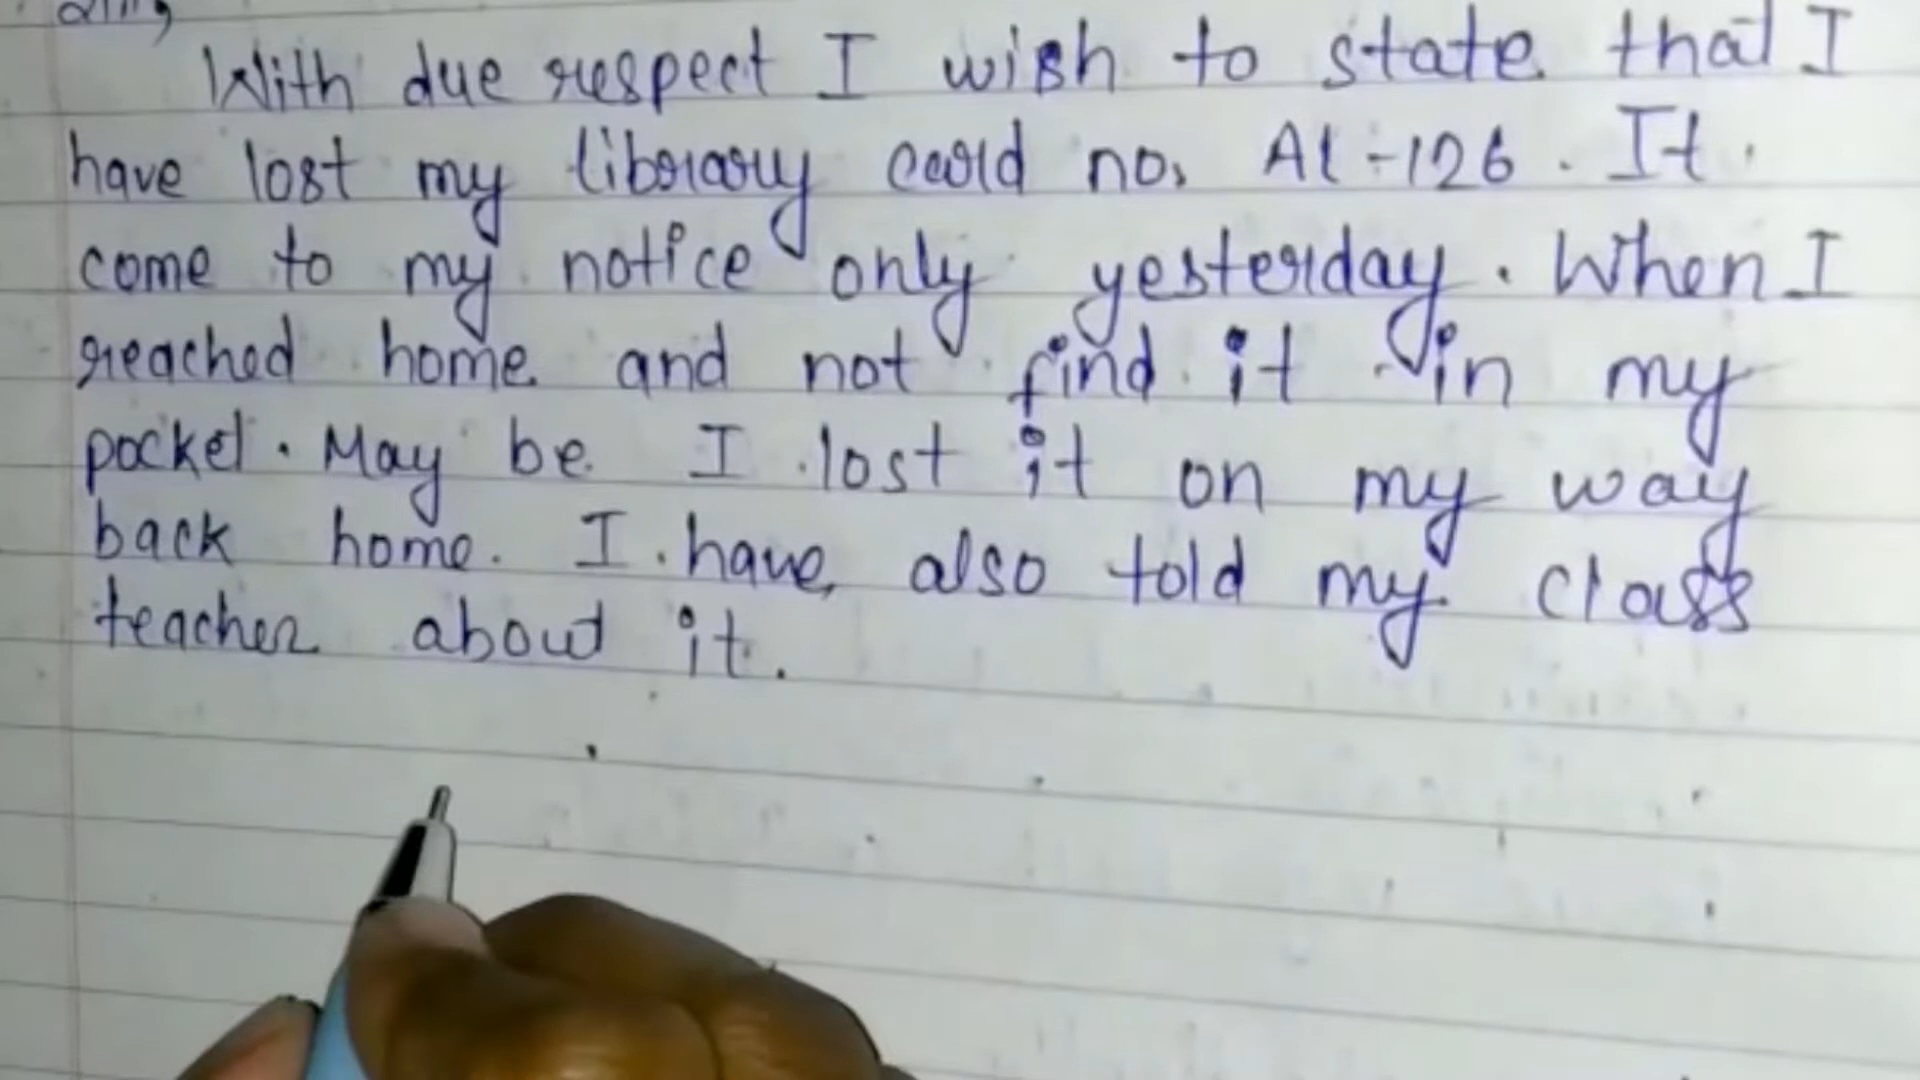 With due respect I wish to state that I
have lost my library card no. Al-126. It
come to my notice only yesterday. When I
reached home and not find it in my
pocket. May be I lost it on my way
back home. I have also told my class
teacher about it.